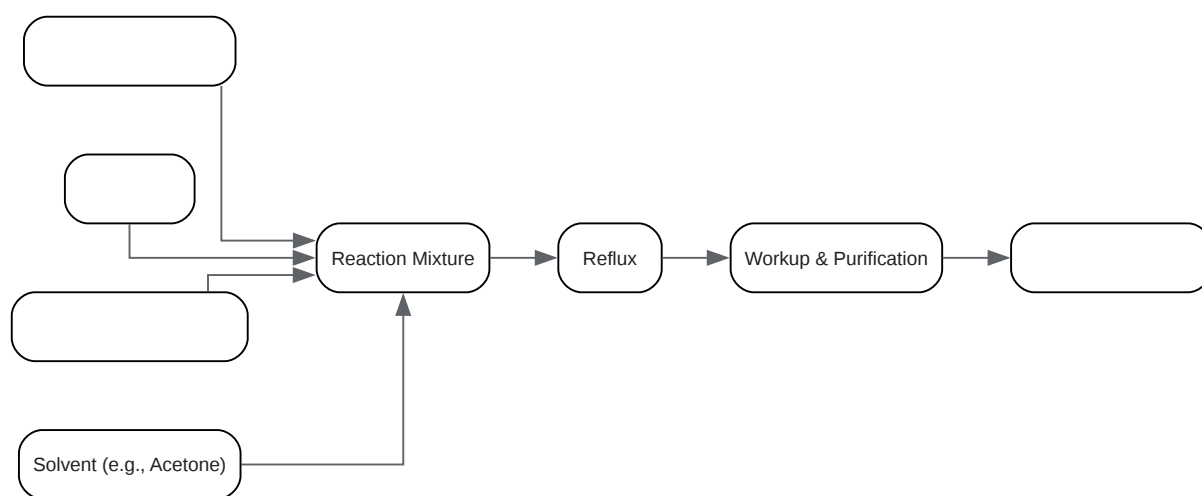 Reaction Mixture
Reflux
Workup & Purification
Solvent (e.g., Acetone)